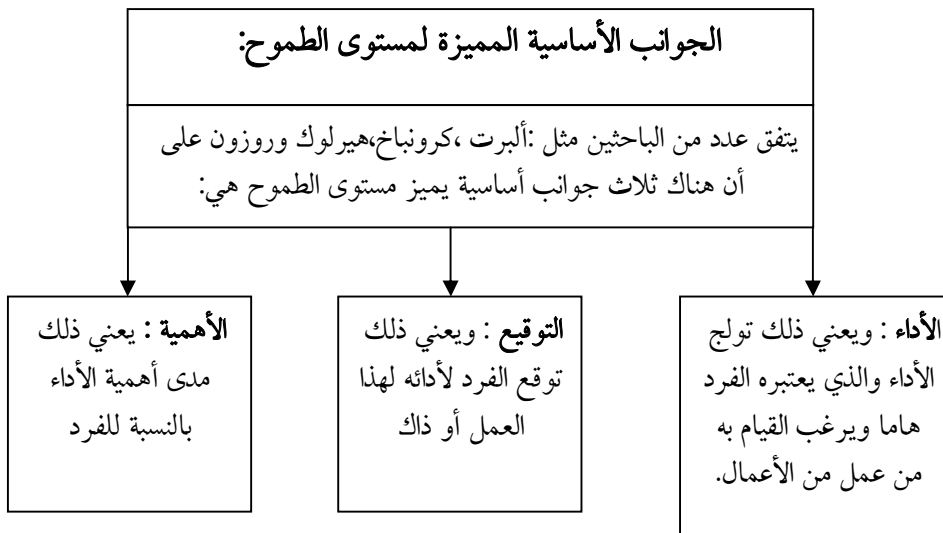 الجوانب الأساسية المميزة لمستوى الطموح:
يتفق عدد من الباحثين مثل :ألبرت ،كرونباخ،هيرلوك وروزون على
أن هناك ثلاث جوانب أساسية يميز مستوى الطموح هي:
الأداء : ويعني ذلك تولج
الأداء والذي يعتبره الفرد
هاما ويرغب القيام به
من عمل من الأعمال.
التوقيع : ويعني ذلك
توقع الفرد لأدائه لهذا
العمل أو ذاك
الأهمية : يعني ذلك
مدى أهمية الأداء
بالنسبة للفرد